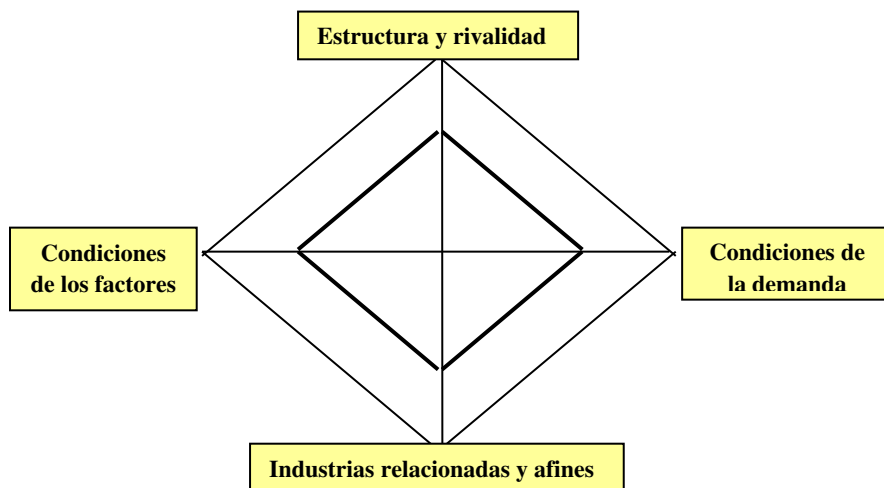 Estructura y rivalidad
Condiciones
de los factores
Condiciones de
la demanda
Industrias relacionadas y afines